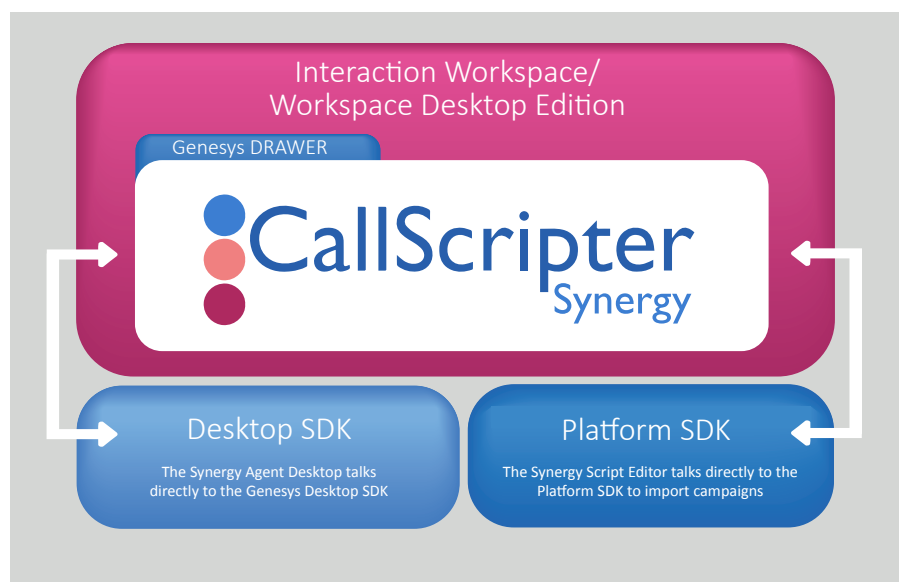 Interaction Workspace/
Workspace Desktop Edition
Genesys DRAWER
CallScripter
Synergy
Desktop SDK
The Synergy Agent Desktop talks
directly to the Genesys Desktop SDK
Platform SDK
The Synergy Script Editor talks directly to the
Platform SDK to import campaigns